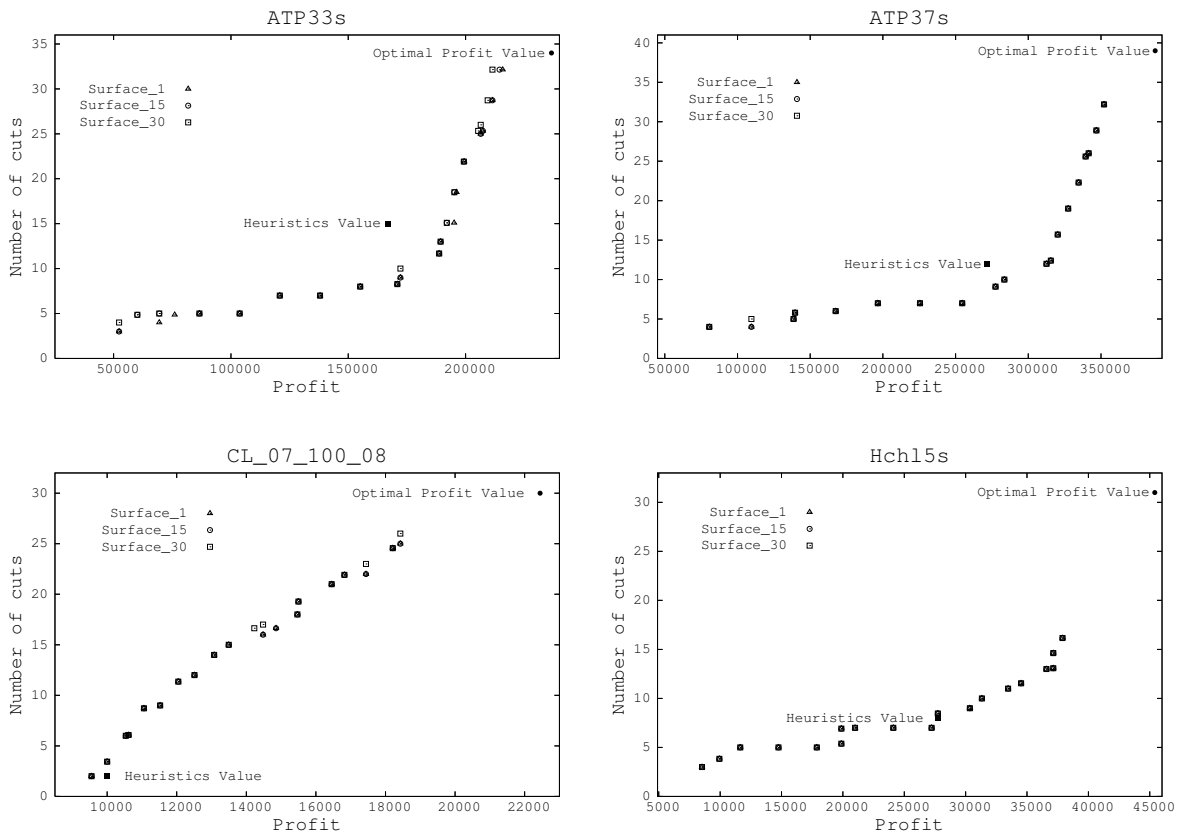 ATP33s
35
30
25
20
15
10
5
0
Number of cuts
Optimal Profit Value
Surface_1
Surface_15
Surface_30
Heuristics Value
50000 100000 150000 200000
Profit
ATP37s
40
35
30
25
20
15
10
5
0
Number of cuts
Optimal Profit Value
Surface_1
Surface_15
Surface_30
Heuristics Value
50000 100000 150000 200000 250000 300000 350000
Profit
CL_07_100_08
30
25
20
15
10
5
0
Number of cuts
Optimal Profit Value
Surface_1
Surface_15
Surface_30
Heuristics Value
10000 12000 14000 16000 18000 20000 22000
Profit
Hchl5s
30
25
20
15
10
5
0
Number of cuts
Optimal Profit Value
Surface_1
Surface_15
Surface_30
Heuristics Value
5000 10000 15000 20000 25000 30000 35000 40000 45000
Profit